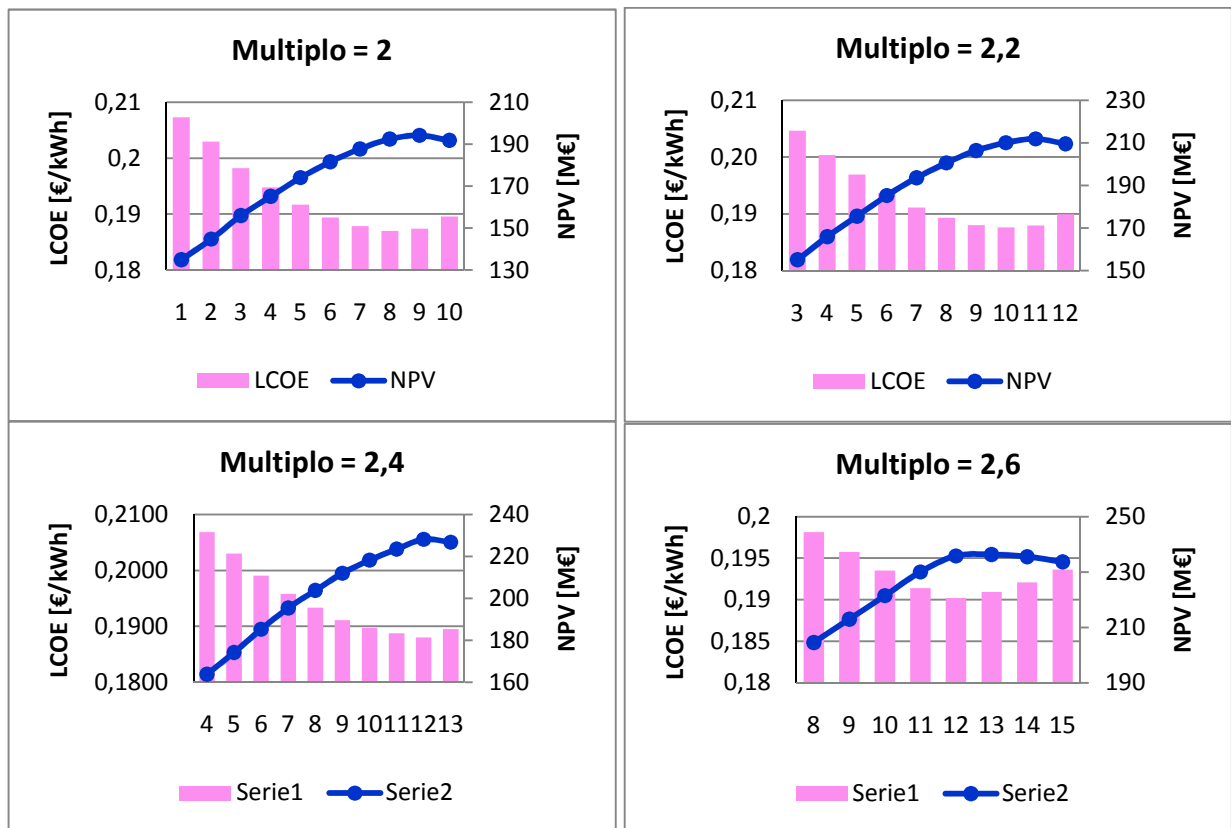 Multiplo = 2
LCOE [€/kWh]
0,21
0,2
0,19
0,18
210
190
170
150
130
NPV [M€]
1 2 3 4 5 6 7 8 9 10
LCOE NPV
Multiplo = 2,2
LCOE [€/kWh]
0,21
0,20
0,19
0,18
230
210
190
170
150
NPV [M€]
3 4 5 6 7 8 9 10 11 12
LCOE NPV
Multiplo = 2,4
LCOE [€/kWh]
0,2100
0,2000
0,1900
0,1800
240
220
200
180
160
NPV [M€]
4 5 6 7 8 9 10 11 12 13
Serie1 Serie2
Multiplo = 2,6
LCOE [€/kWh]
0,2
0,195
0,19
0,185
0,18
250
230
210
190
NPV [M€]
8 9 10 11 12 13 14 15
Serie1 Serie2